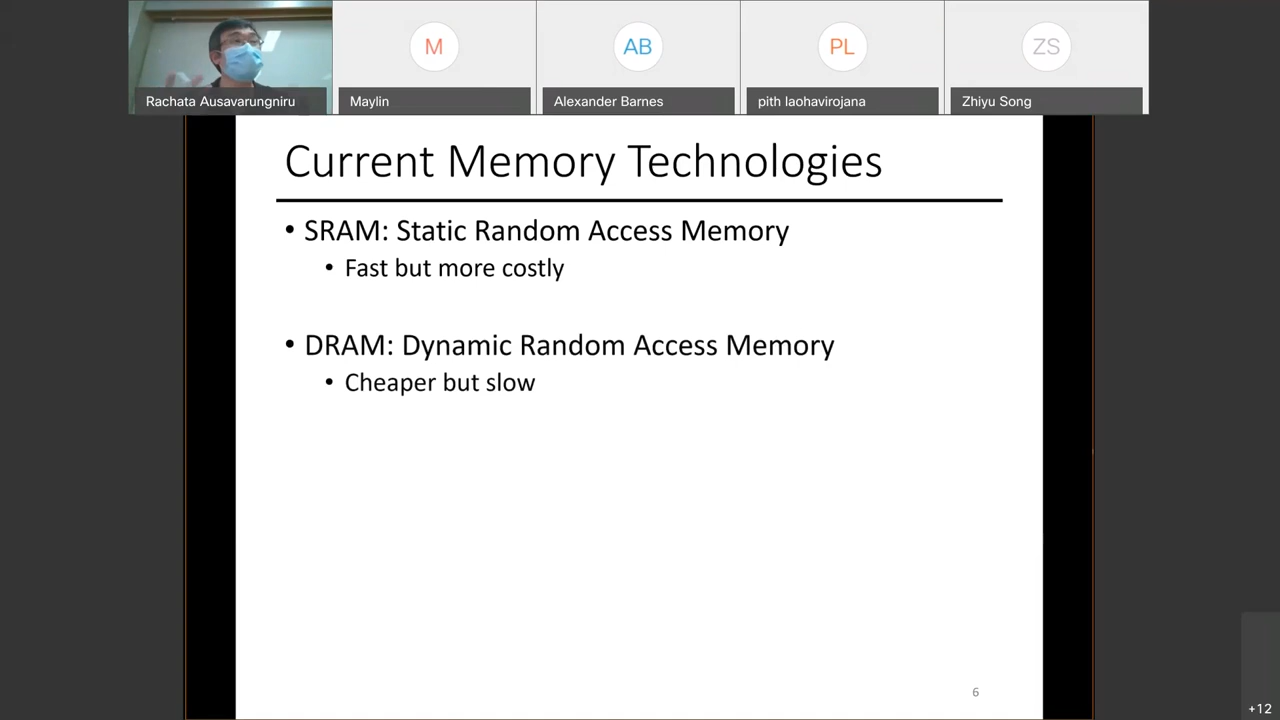 M
AB
PL
ZS
Rachata Ausavarungniru
Maylin
Alexander Barnes
pith laohavirojana
Zhiyu Song
Current Memory Technologies
• SRAM: Static Random Access Memory
• Fast but more costly
• DRAM: Dynamic Random Access Memory
• Cheaper but slow
6
+12